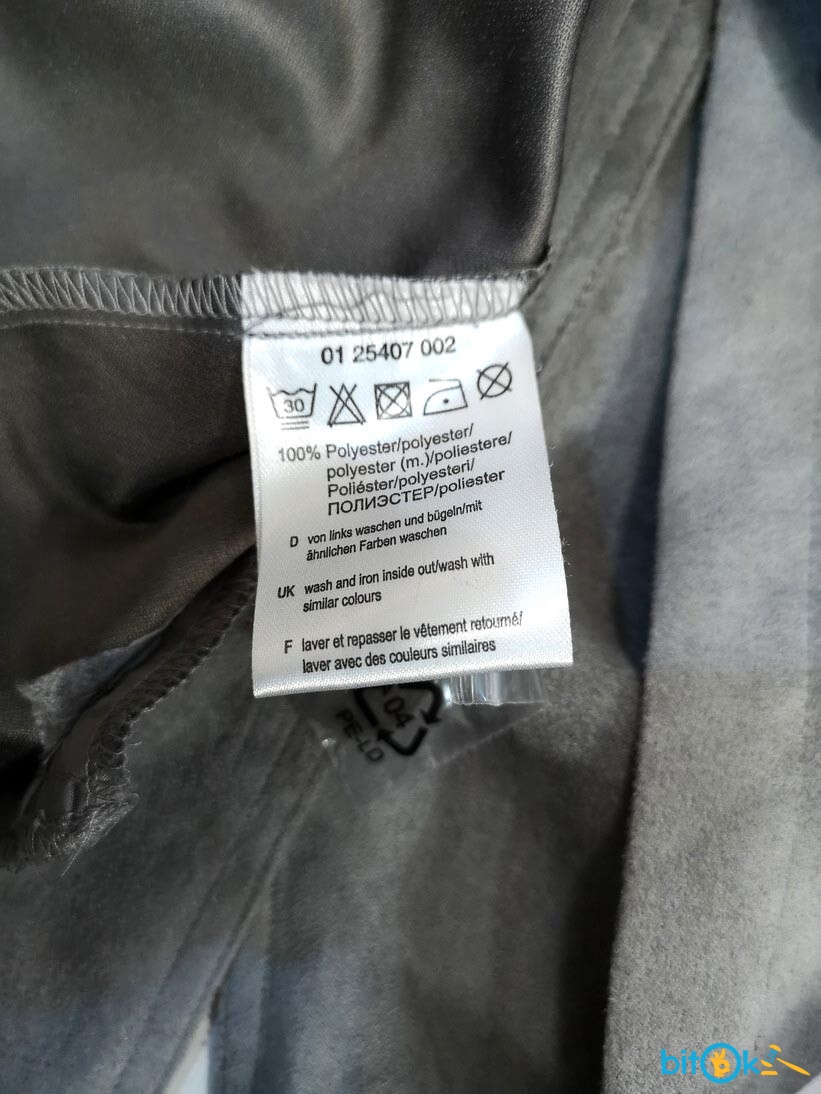 01 25407 002
30
100% Polyester/polyester/
polyester (m.)/poliestere/
Poliéster/polyesteri/
ПОЛИЭСТЕР/poliester
D von links waschen und bügeln/mit
ähnlichen Farben waschen
UK wash and iron inside out/wash with
similar colours
F laver et repasser le vêtement retourné/
laver avec des couleurs similaires
04
PE-LD
bitOk